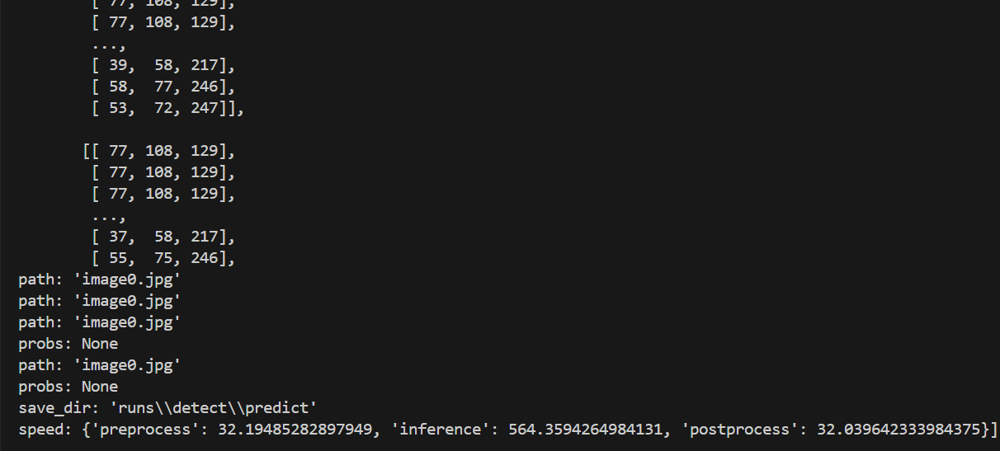 [ 77, 108, 129],
[ 77, 108, 129],
...,
[ 39,  58, 217],
[ 58,  77, 246],
[ 53,  72, 247]],
[[ 77, 108, 129],
[ 77, 108, 129],
[ 77, 108, 129],
...,
[ 37,  58, 217],
[ 55,  75, 246],
path: 'image0.jpg'
path: 'image0.jpg'
path: 'image0.jpg'
probs: None
path: 'image0.jpg'
probs: None
save_dir: 'runs\\detect\\predict'
speed: {'preprocess': 32.19485282897949, 'inference': 564.3594264984131, 'postprocess': 32.039642333984375}]